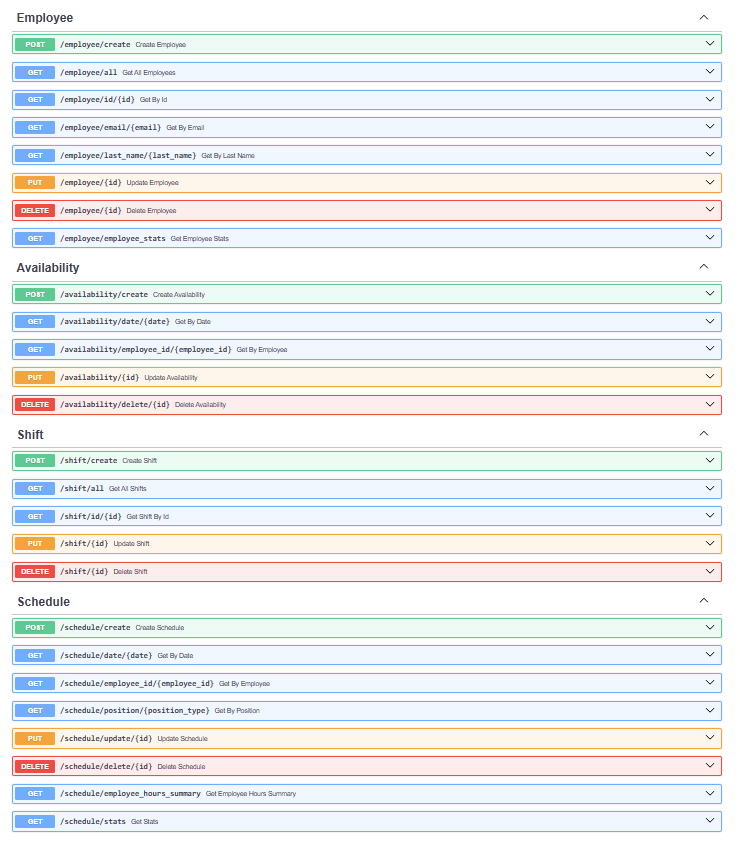 Employee
POST /employee/create Create Employee
GET /employee/all Get All Employees
GET /employee/id/{id} Get By Id
GET /employee/email/{email} Get By Email
GET /employee/last_name/{last_name} Get By Last Name
PUT /employee/{id} Update Employee
DELETE /employee/{id} Delete Employee
GET /employee/employee_stats Get Employee Stats
Availability
POST /availability/create Create Availability
GET /availability/date/{date} Get By Date
GET /availability/employee_id/{employee_id} Get By Employee
PUT /availability/{id} Update Availability
DELETE /availability/delete/{id} Delete Availability
Shift
POST /shift/create Create Shift
GET /shift/all Get All Shifts
GET /shift/id/{id} Get Shift By Id
PUT /shift/{id} Update Shift
DELETE /shift/{id} Delete Shift
Schedule
POST /schedule/create Create Schedule
GET /schedule/date/{date} Get By Date
GET /schedule/employee_id/{employee_id} Get By Employee
GET /schedule/position/{position_type} Get By Position
PUT /schedule/update/{id} Update Schedule
DELETE /schedule/delete/{id} Delete Schedule
GET /schedule/employee_hours_summary Get Employee Hours Summary
GET /schedule/stats Get Stats